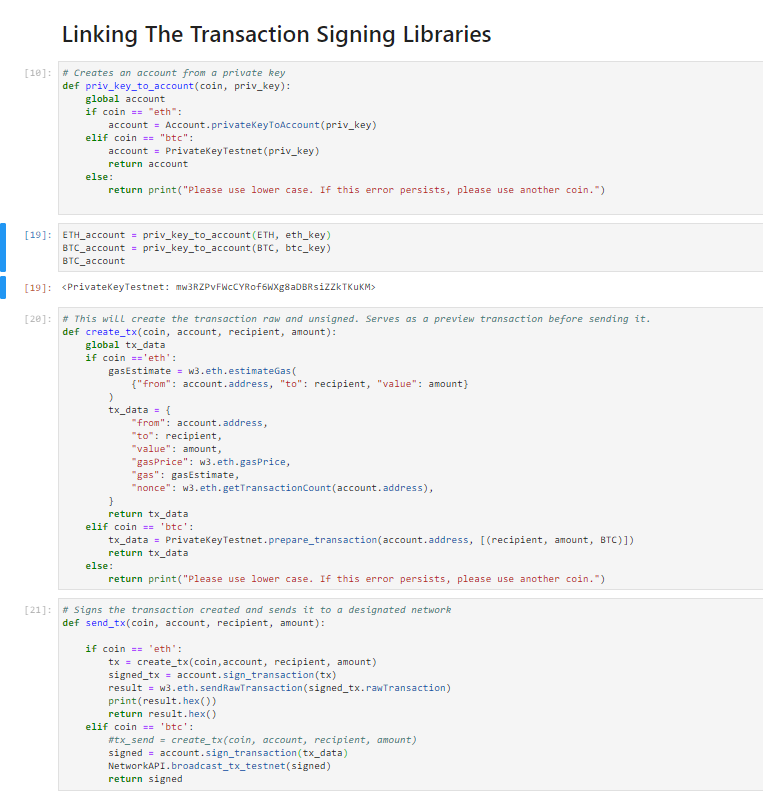 Linking The Transaction Signing Libraries
[10]: # Creates an account from a private key
def priv_key_to_account(coin, priv_key):
    global account
    if coin == "eth":
        account = Account.privateKeyToAccount(priv_key)
    elif coin == "btc":
        account = PrivateKeyTestnet(priv_key)
        return account
    else:
        return print("Please use lower case. If this error persists, please use another coin.")
[19]: ETH_account = priv_key_to_account(ETH, eth_key)
BTC_account = priv_key_to_account(BTC, btc_key)
BTC_account
[19]: <PrivateKeyTestnet: mw3RZPvFWcCYRof6WXg8aDBRsiZZkTKuKM>
[20]: # This will create the transaction raw and unsigned. Serves as a preview transaction before sending it.
def create_tx(coin, account, recipient, amount):
    global tx_data
    if coin =='eth':
        gasEstimate = w3.eth.estimateGas(
            {"from": account.address, "to": recipient, "value": amount}
        )
        tx_data = {
            "from": account.address,
            "to": recipient,
            "value": amount,
            "gasPrice": w3.eth.gasPrice,
            "gas": gasEstimate,
            "nonce": w3.eth.getTransactionCount(account.address),
        }
        return tx_data
    elif coin == 'btc':
        tx_data = PrivateKeyTestnet.prepare_transaction(account.address, [(recipient, amount, BTC)])
        return tx_data
    else:
        return print("Please use lower case. If this error persists, please use another coin.")
[21]: # Signs the transaction created and sends it to a designated network
def send_tx(coin, account, recipient, amount):
    if coin == 'eth':
        tx = create_tx(coin,account, recipient, amount)
        signed_tx = account.sign_transaction(tx)
        result = w3.eth.sendRawTransaction(signed_tx.rawTransaction)
        print(result.hex())
        return result.hex()
    elif coin == 'btc':
        #tx_send = create_tx(coin, account, recipient, amount)
        signed = account.sign_transaction(tx_data)
        NetworkAPI.broadcast_tx_testnet(signed)
        return signed